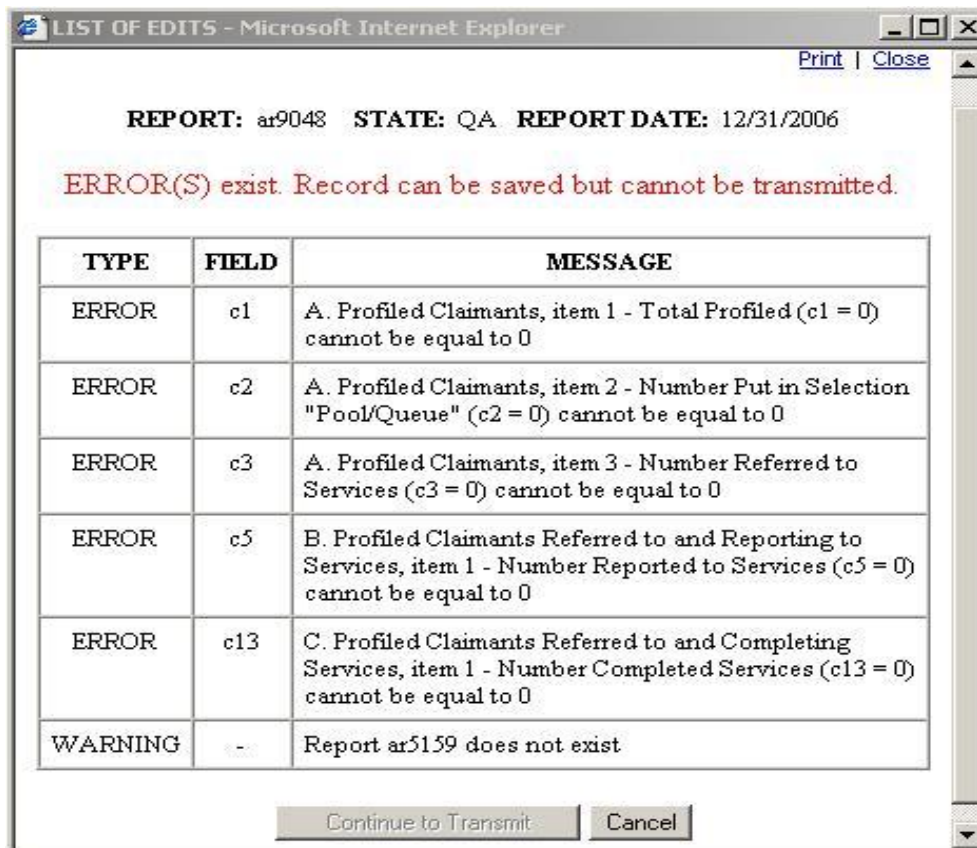 LIST OF EDITS - Microsoft Internet Explorer
Print | Close
REPORT: ar9048 STATE: QA REPORT DATE: 12/31/2006
ERROR(S) exist. Record can be saved but cannot be transmitted.
TYPE FIELD MESSAGE
ERROR c1 A. Profiled Claimants, item 1 - Total Profiled (c1 = 0)
cannot be equal to 0
ERROR c2 A. Profiled Claimants, item 2 - Number Put in Selection
"Pool/Queue" (c2 = 0) cannot be equal to 0
ERROR c3 A. Profiled Claimants, item 3 - Number Referred to
Services (c3 = 0) cannot be equal to 0
ERROR c5 B. Profiled Claimants Referred to and Reporting to
Services, item 1 - Number Reported to Services (c5 = 0)
cannot be equal to 0
ERROR c13 C. Profiled Claimants Referred to and Completing
Services, item 1 - Number Completed Services (c13 = 0)
cannot be equal to 0
WARNING - Report ar5159 does not exist
Continue to Transmit Cancel